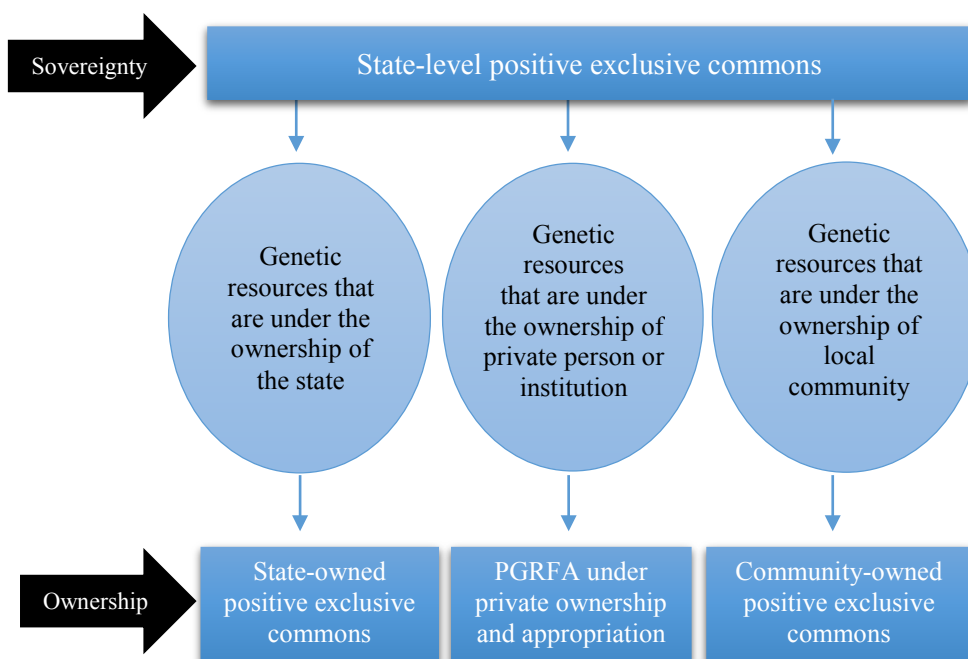 Sovereignty
State-level positive exclusive commons
Genetic
resources that
are under the
ownership of
the state
Genetic
resources
that are under
the ownership of
private person or
institution
Genetic
resources that
are under the
ownership of
local
community
Ownership
State-owned
positive exclusive
commons
PGRFA under
private ownership
and appropriation
Community-owned
positive exclusive
commons